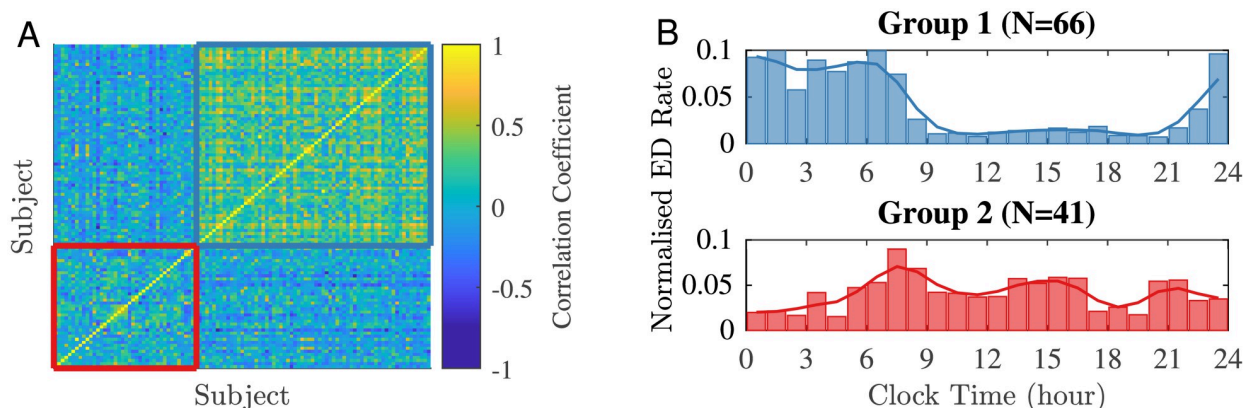 A
Subject
Subject
1
0.5
0
-0.5
-1
Correlation Coefficient
B
Normalised ED Rate
Group 1 (N=66)
0.1
0.05
0
0 3 6 9 12 15 18 21 24
Group 2 (N=41)
0.1
0.05
0
0 3 6 9 12 15 18 21 24
Clock Time (hour)